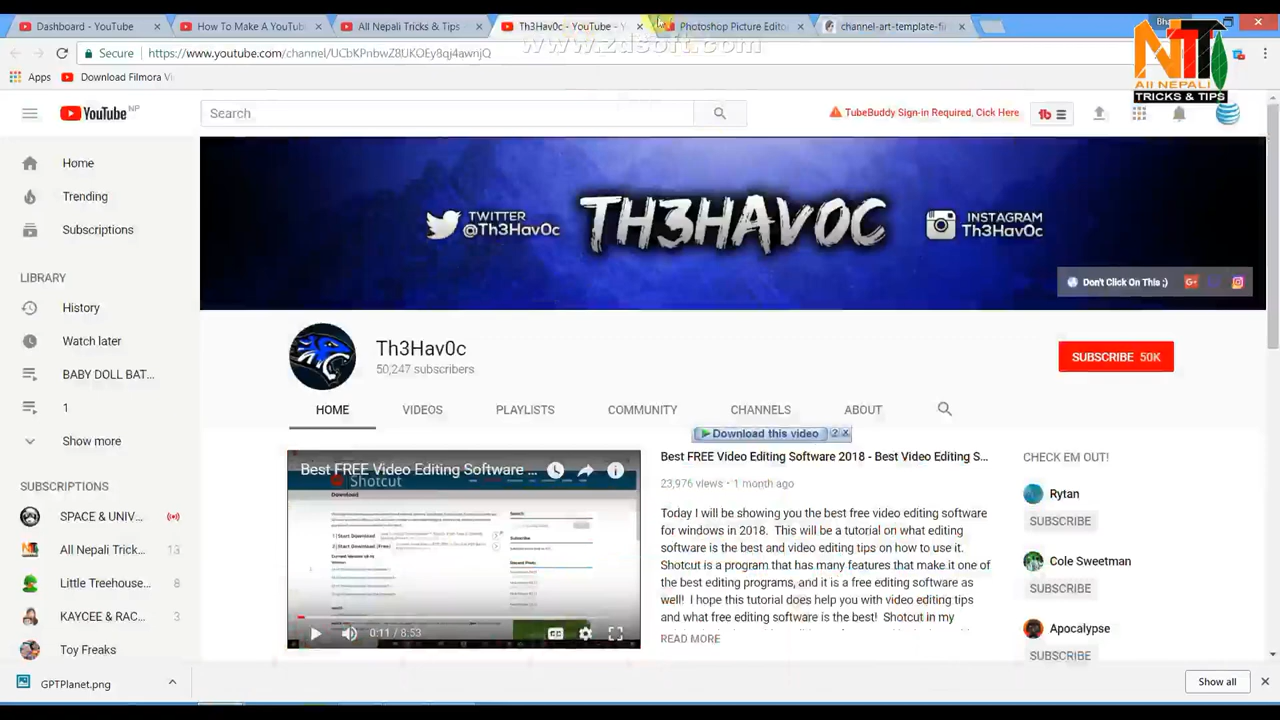 Dashboard - YouTube
How To Make A YouTub
All Nepali Tricks & Tips
Th3Hav0c - YouTube - Y
Photoshop Picture Editor
channel-art-template-fi
www.zdsoft.com
Secure
https://www.youtube.com/channel/UCbKPnbwZ8UKOEy8qj4awnjQ
NTT
All NEPALI
TRICKS & TIPS
Apps
Download Filmora Vi
YouTube NP
Search
TubeBuddy Sign-in Required, Click Here
tb
TWITTER
@Th3Hav0c
TH3HAV0C
INSTAGRAM
Th3Hav0c
Don't Click On This ;)
Home
Trending
Subscriptions
LIBRARY
History
Watch later
BABY DOLL BAT...
1
Show more
SUBSCRIPTIONS
SPACE & UNIV...
All Nepali Trick... 13
Little Treehouse... 8
KAYCEE & RAC... 3
Toy Freaks
Th3Hav0c
50,247 subscribers
SUBSCRIBE 50K
HOME
VIDEOS
PLAYLISTS
COMMUNITY
CHANNELS
ABOUT
Download this video ? x
Best FREE Video Editing Software ...
Shotcut
Download
0:11 / 8:53
Best FREE Video Editing Software 2018 - Best Video Editing S...
23,976 views • 1 month ago
Today I will be showing you the best free video editing software
for windows in 2018. This will be a tutorial on what editing
software is the best and video editing tips on how to use it.
Shotcut is a program that has many features that make it one of
the best editing programs, and it is a free editing software as
well! I hope this tutorial does help you with video editing tips
and what free editing software is the best! Shotcut in my
READ MORE
CHECK EM OUT!
Rytan
SUBSCRIBE
Cole Sweetman
SUBSCRIBE
Apocalypse
SUBSCRIBE
GPTPlanet.png
Show all